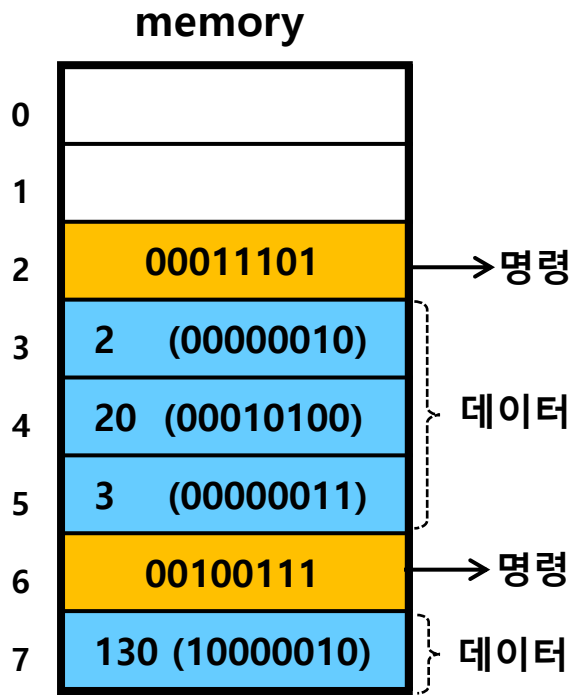 memory
0
1
2 00011101 명령
3 2 (00000010)
4 20 (00010100) 데이터
5 3 (00000011)
6 00100111 명령
7 130 (10000010) 데이터